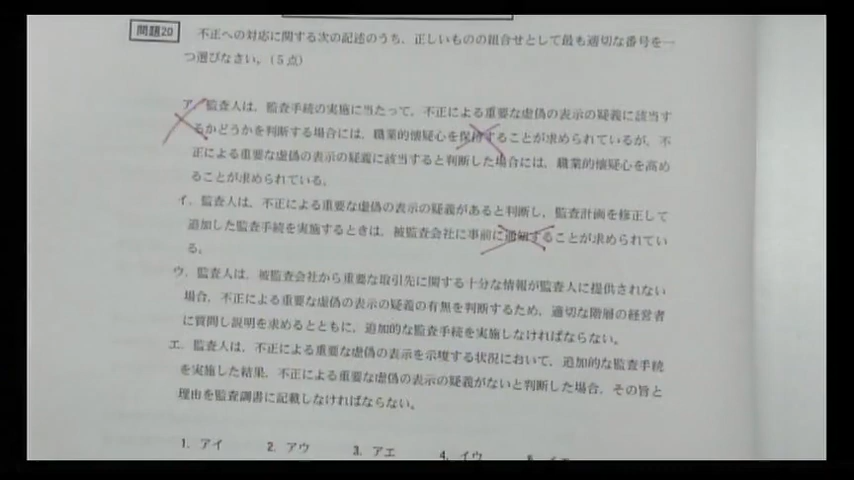 問題20 不正への対応に関する次の記述のうち、正しいものの組合せとして最も適切な番号を一
つ選びなさい。(5点)
ア. 監査人は、監査手続の実施に当たって、不正による重要な虚偽の表示の疑義に該当す
るかどうかを判断する場合には、職業的懐疑心を保持することが求められているが、不
正による重要な虚偽の表示の疑義に該当すると判断した場合には、職業的懐疑心を高め
ることが求められている。
イ. 監査人は、不正による重要な虚偽の表示の疑義があると判断し、監査計画を修正して
追加した監査手続を実施するときは、被監査会社に事前に通知することが求められてい
る。
ウ. 監査人は、被監査会社から重要な取引先に関する十分な情報が監査人に提供されない
場合、不正による重要な虚偽の表示の疑義の有無を判断するため、適切な階層の経営者
に質問し説明を求めるとともに、追加的な監査手続を実施しなければならない。
エ. 監査人は、不正による重要な虚偽の表示を示唆する状況において、追加的な監査手続
を実施した結果、不正による重要な虚偽の表示の疑義がないと判断した場合、その旨と
理由を監査調書に記載しなければならない。
1. アイ 2. アウ 3. アエ 4. イウ